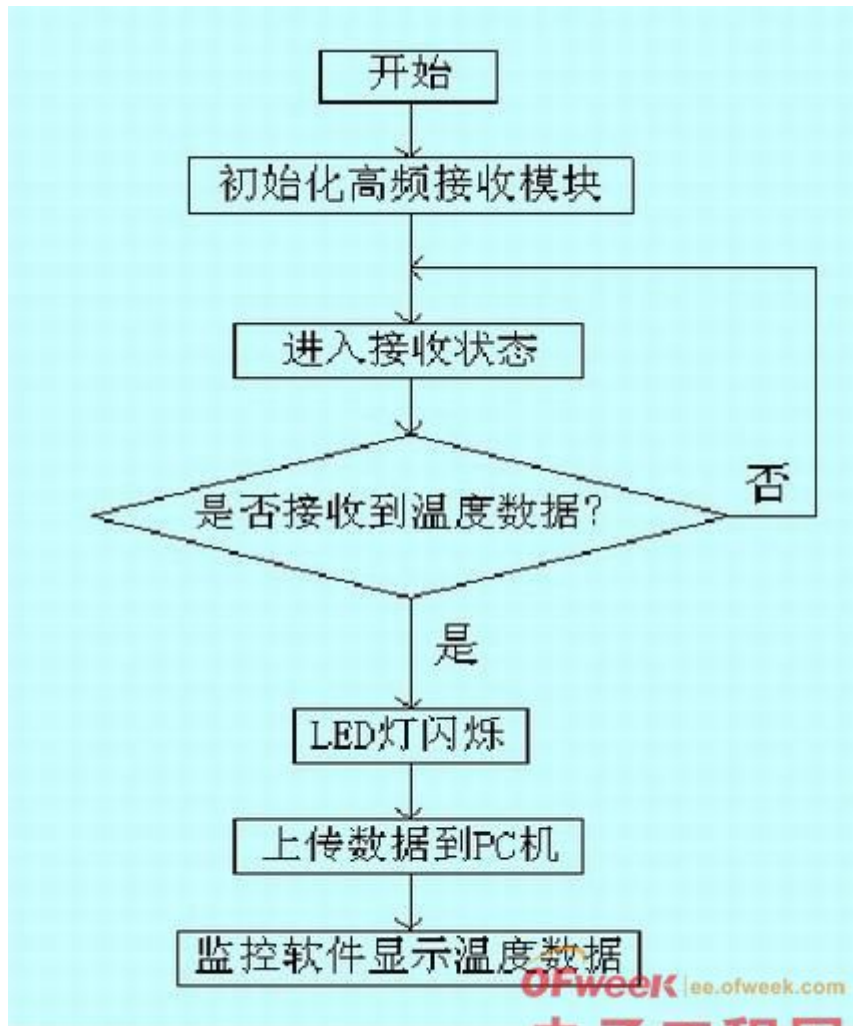 开始
初始化高频接收模块
进入接收状态
是否接收到温度数据?
否
是
LED灯闪烁
上传数据到PC机
监控软件显示温度数据
OFweek ee.ofweek.com